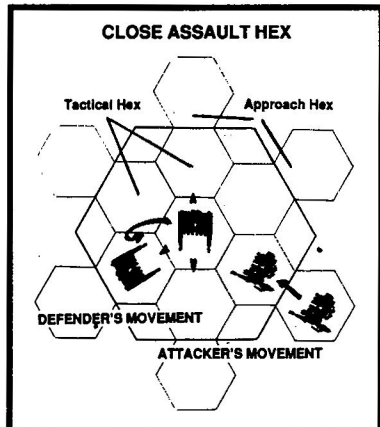 CLOSE ASSAULT HEX
Tactical Hex
Approach Hex
DEFENDER'S MOVEMENT
ATTACKER'S MOVEMENT